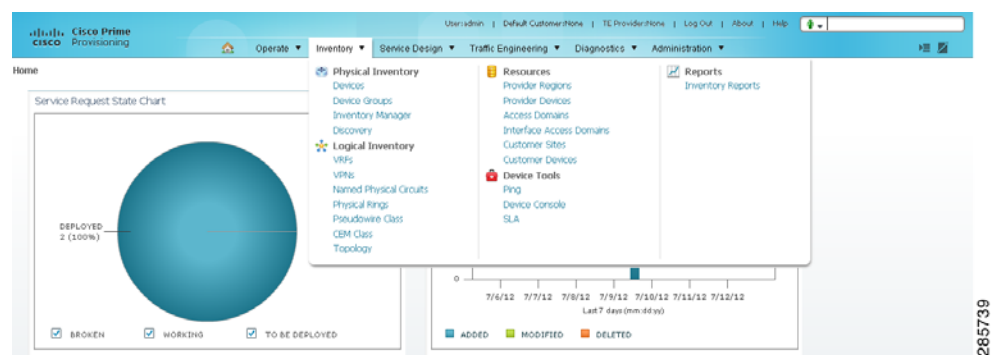 User: admin | Default Customer: None | TE Provider: None | Log Out | About | Help
cisco Cisco Prime
Provisioning
Operate Inventory Service Design Traffic Engineering Diagnostics Administration
Home
Service Request State Chart
DEPLOYED
2 (100%)
BROKEN WORKING TO BE DEPLOYED
Physical Inventory
Devices
Device Groups
Inventory Manager
Discovery
Logical Inventory
VRFs
VPNs
Named Physical Circuits
Physical Rings
Pseudowire Class
CEM Class
Topology
Resources
Provider Regions
Provider Devices
Access Domains
Interface Access Domains
Customer Sites
Customer Devices
Device Tools
Ping
Device Console
SLA
Reports
Inventory Reports
0
7/6/12 7/7/12 7/8/12 7/9/12 7/10/12 7/11/12 7/12/12
Last 7 days (mm:dd:yy)
ADDED MODIFIED DELETED
285739